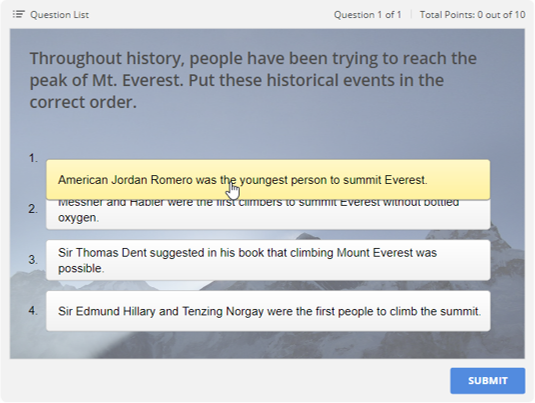 Question List
Question 1 of 1 | Total Points: 0 out of 10
Throughout history, people have been trying to reach the
peak of Mt. Everest. Put these historical events in the
correct order.
1.
American Jordan Romero was the youngest person to summit Everest.
2.
Messner and Habler were the first climbers to summit Everest without bottled
oxygen.
3.
Sir Thomas Dent suggested in his book that climbing Mount Everest was
possible.
4.
Sir Edmund Hillary and Tenzing Norgay were the first people to climb the summit.
SUBMIT